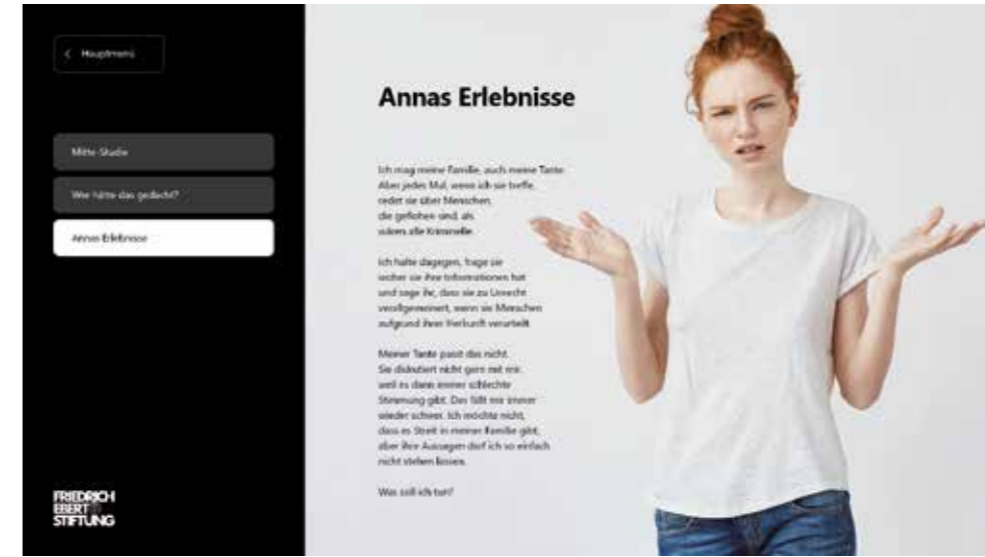 Hauptmenü
Mitte-Studie
Wer hätte das gedacht?
Annas Erlebnisse
FRIEDRICH
EBERT
STIFTUNG
Annas Erlebnisse
Ich mag meine Familie, auch meine Tante.
Aber jedes Mal, wenn ich sie treffe,
redet sie über Menschen,
die geflohen sind, als
wären alle Kriminelle.
Ich halte dagegen, frage sie
woher sie ihre Informationen hat
und sage ihr, dass sie zu Unrecht
verallgemeinert, wenn sie Menschen
aufgrund ihrer Herkunft verurteilt.
Meiner Tante passt das nicht.
Sie diskutiert nicht gern mit mir,
weil es dann immer schlechte
Stimmung gibt. Das fällt mir immer
wieder schwer. Ich möchte nicht,
dass es Streit in meiner Familie gibt,
aber ihre Aussagen darf ich so einfach
nicht stehen lassen.
Was soll ich tun?